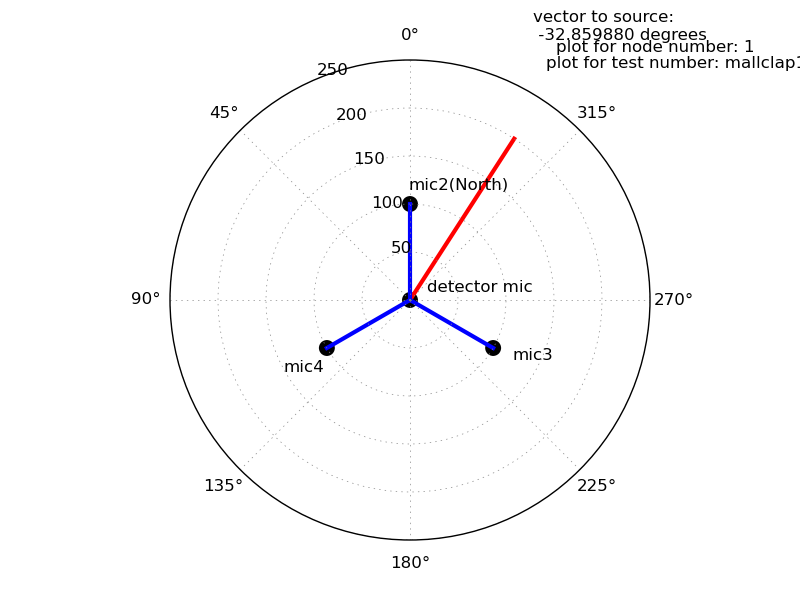 vector to source:
-32.859880 degrees
plot for node number: 1
plot for test number: mallclap1
0°
250
45°
315°
200
150
mic2(North)
100
50
detector mic
90°
270°
mic3
mic4
135°
225°
180°